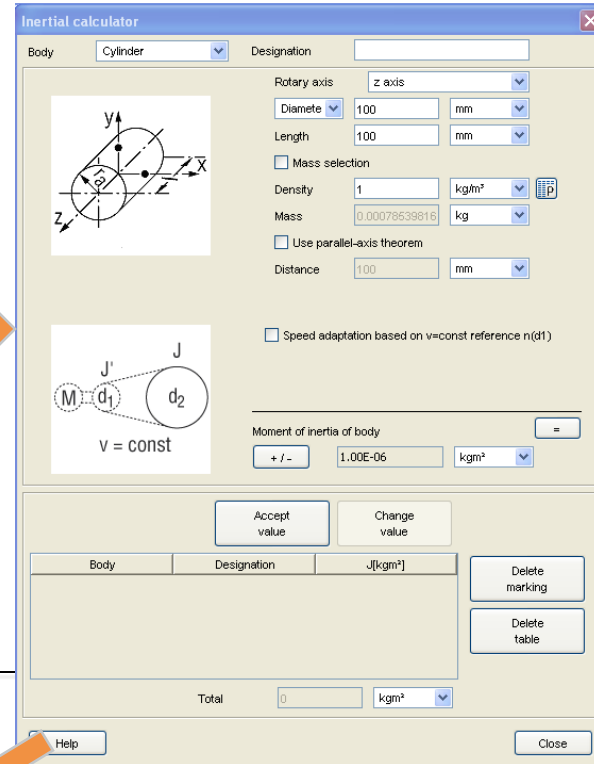 Inertial calculator
Body Cylinder Designation
Rotary axis z axis
Diamete 100 mm
Length 100 mm
Mass selection
Density 1 kg/m³ ρ
Mass 0.00078539816 kg
Use parallel-axis theorem
Distance 100 mm
y
x
ra
l
z
Speed adaptation based on v=const reference n(d1)
J
J'
M d1 d2
v = const
=
Moment of inertia of body
+ / - 1.00E-06 kgm²
Accept value
Change value
Body Designation J[kgm²]
Delete marking
Delete table
Total 0 kgm²
Help Close